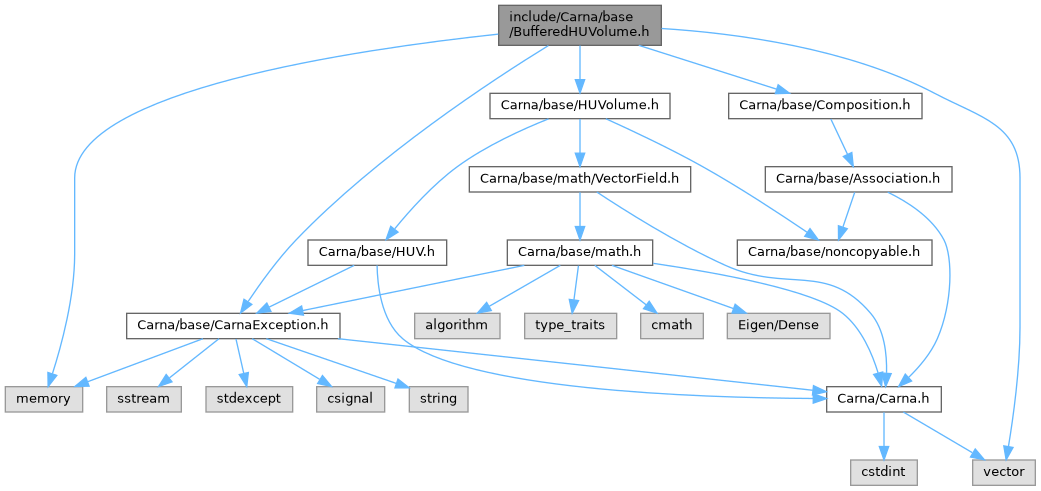 include/Carna/base
/BufferedHUVolume.h
Carna/base/HUVolume.h
Carna/base/Composition.h
Carna/base/math/VectorField.h
Carna/base/Association.h
Carna/base/HUV.h
Carna/base/math.h
Carna/base/noncopyable.h
Carna/base/CarnaException.h
algorithm
type_traits
cmath
Eigen/Dense
memory
sstream
stdexcept
csignal
string
Carna/Carna.h
cstdint
vector